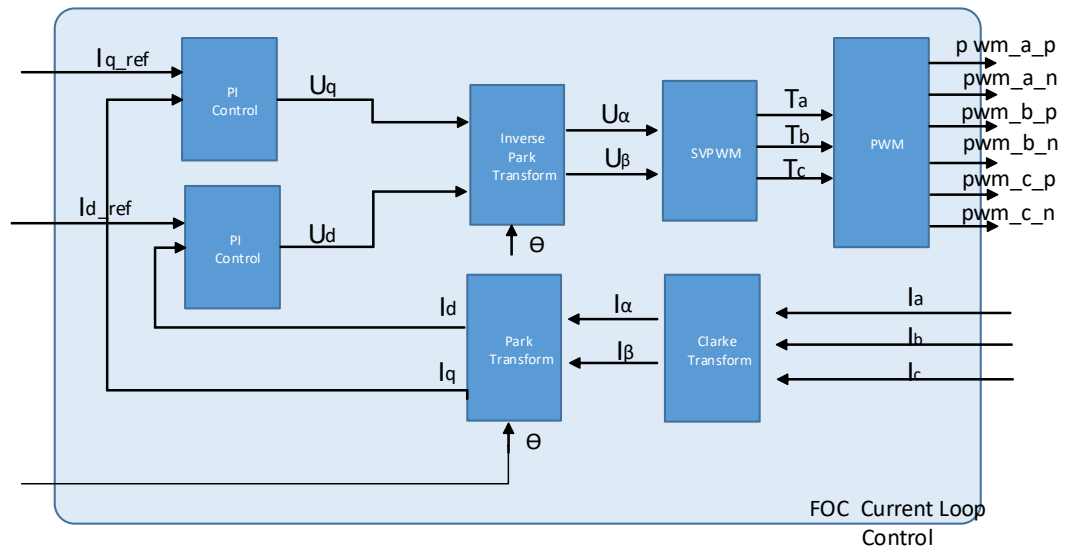 Iq_ref
PI
Control
Uq
Inverse
Park
Transform
Uα
Uβ
SVPWM
Ta
Tb
Tc
PWM
p wm_a_p
pwm_a_n
pwm_b_p
pwm_b_n
pwm_c_p
pwm_c_n
Id_ref
PI
Control
Ud
Θ
Id
Iq
Park
Transform
Iα
Iβ
Clarke
Transform
Ia
Ib
Ic
Θ
FOC Current Loop
Control